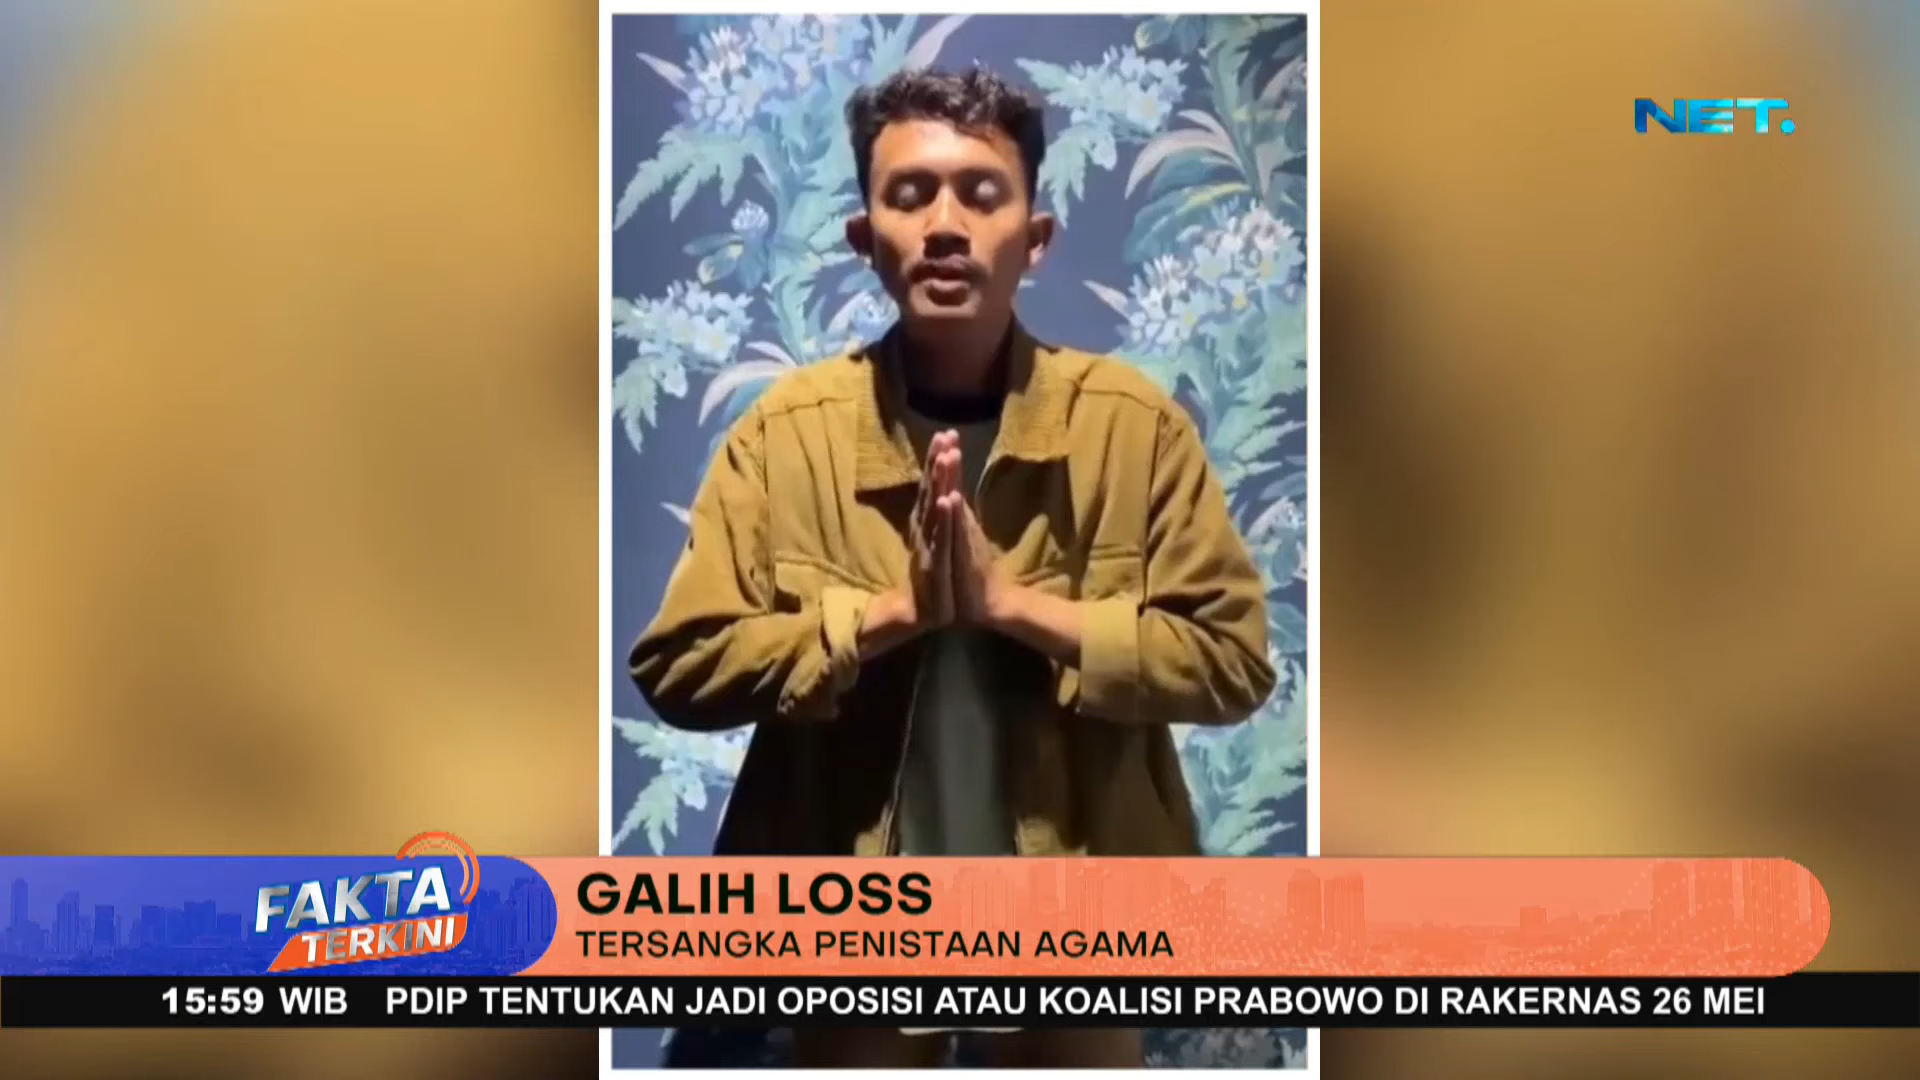 NET.
FAKTA
TERKINI
GALIH LOSS
TERSANGKA PENISTAAN AGAMA
15:59 WIB PDIP TENTUKAN JADI OPOSISI ATAU KOALISI PRABOWO DI RAKERNAS 26 MEI